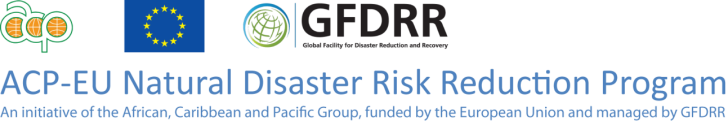 acp
GFDRR
Global Facility for Disaster Reduction and Recovery
ACP-EU Natural Disaster Risk Reduction Program
An initiative of the African, Caribbean and Pacific Group, funded by the European Union and managed by GFDRR